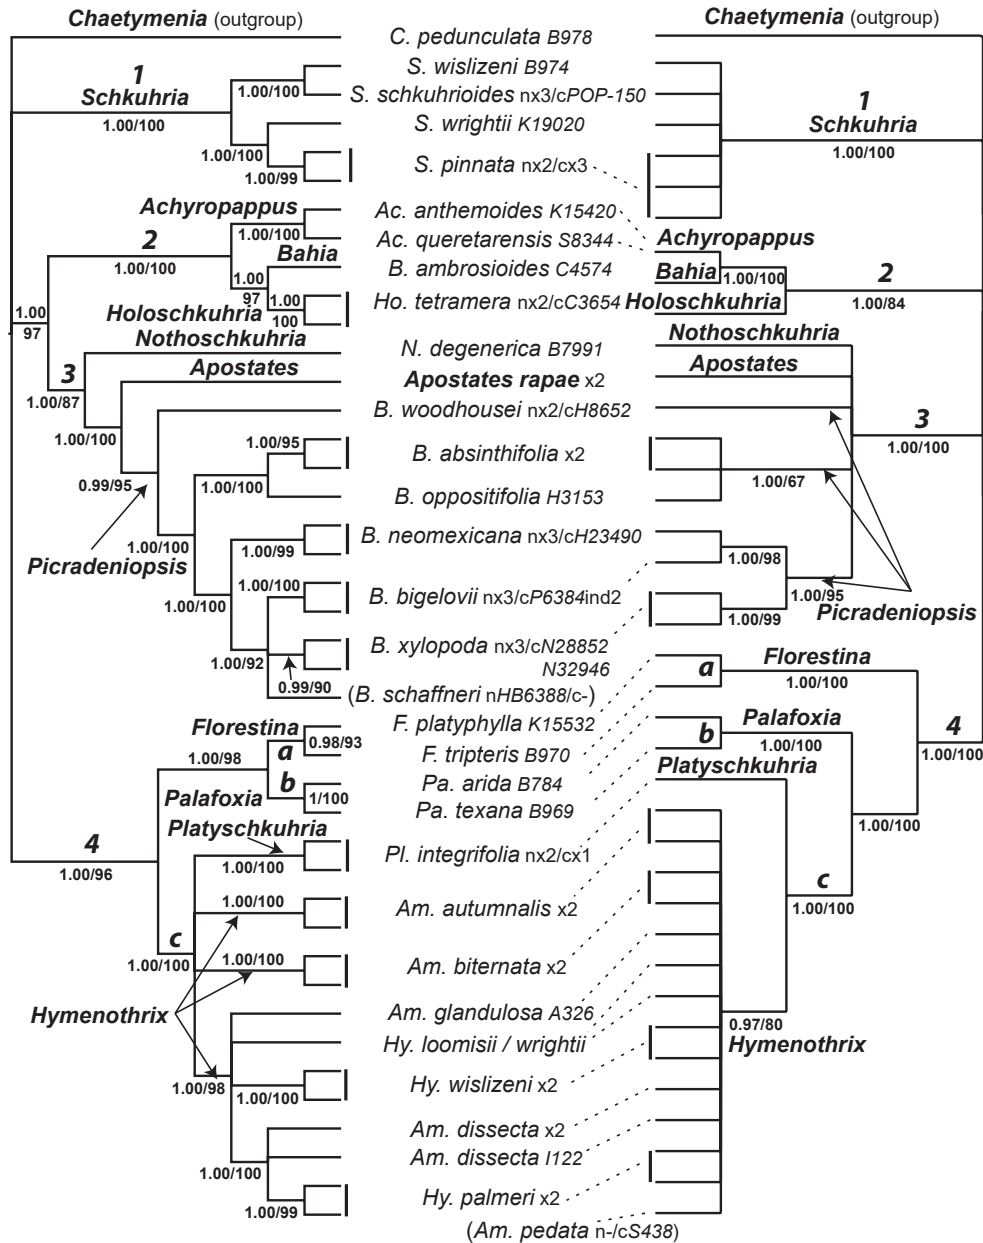 Chaetymenia (outgroup)
Chaetymenia (outgroup)
C. pedunculata B978
1
Schkuhria
1.00/100
1.00/100
1.00/100
1.00/99
S. wislizeni B974
S. schkuhrioides nx3/cPOP-150
S. wrightii K19020
S. pinnata nx2/cx3
1
Schkuhria
1.00/100
Achyropappus
1.00/100
2
1.00/100
Bahia
1.00
97
1.00
100
Holoschkuhria
1.00
97
Ac. anthemoides K15420
Ac. queretarensis S8344
B. ambrosioides C4574
Ho. tetramera nx2/cC3654
Achyropappus
Bahia
1.00/100
Holoschkuhria
2
1.00/84
Nothoschkuhria
3
Apostates
1.00/87
1.00/100
0.99/95
1.00/95
1.00/100
1.00/100
1.00/99
Picradeniopsis
1.00/100
1.00/100
1.00/92
0.99/90
N. degenerica B7991
Apostates rapae x2
B. woodhousei nx2/cH8652
B. absinthifolia x2
B. oppositifolia H3153
B. neomexicana nx3/cH23490
B. bigelovii nx3/cP6384ind2
B. xylopoda nx3/cN28852
N32946
(B. schaffneri nHB6388/c-)
Nothoschkuhria
Apostates
3
1.00/100
1.00/67
1.00/98
1.00/95
1.00/99
Picradeniopsis
Florestina
1.00/98
a
0.98/93
b
Palafoxia
1/100
Platyschkuhria
4
1.00/96
1.00/100
1.00/100
c
1.00/100
1.00/100
Hymenothrix
1.00/98
1.00/100
1.00/100
1.00/99
F. platyphylla K15532
F. tripteris B970
Pa. arida B784
Pa. texana B969
Pl. integrifolia nx2/cx1
Am. autumnalis x2
Am. biternata x2
Am. glandulosa A326
Hy. loomisii / wrightii
Hy. wislizeni x2
Am. dissecta x2
Am. dissecta I122
Hy. palmeri x2
(Am. pedata n-/cS438)
a
Florestina
1.00/100
b
Palafoxia
1.00/100
4
1.00/100
Platyschkuhria
1.00/100
c
1.00/100
0.97/80
Hymenothrix